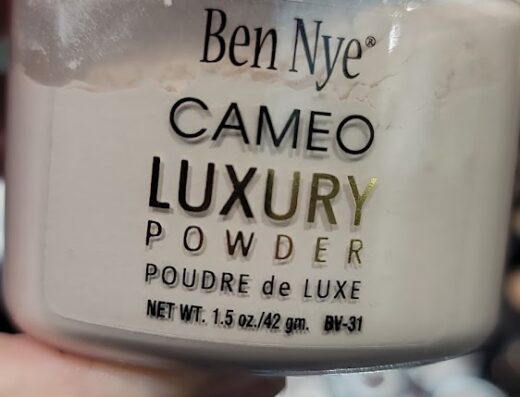 Ben Nye®
CAMEO
LUXURY
POWDER
POUDRE de LUXE
NET WT. 1.5 oz./42 gm. BV-31